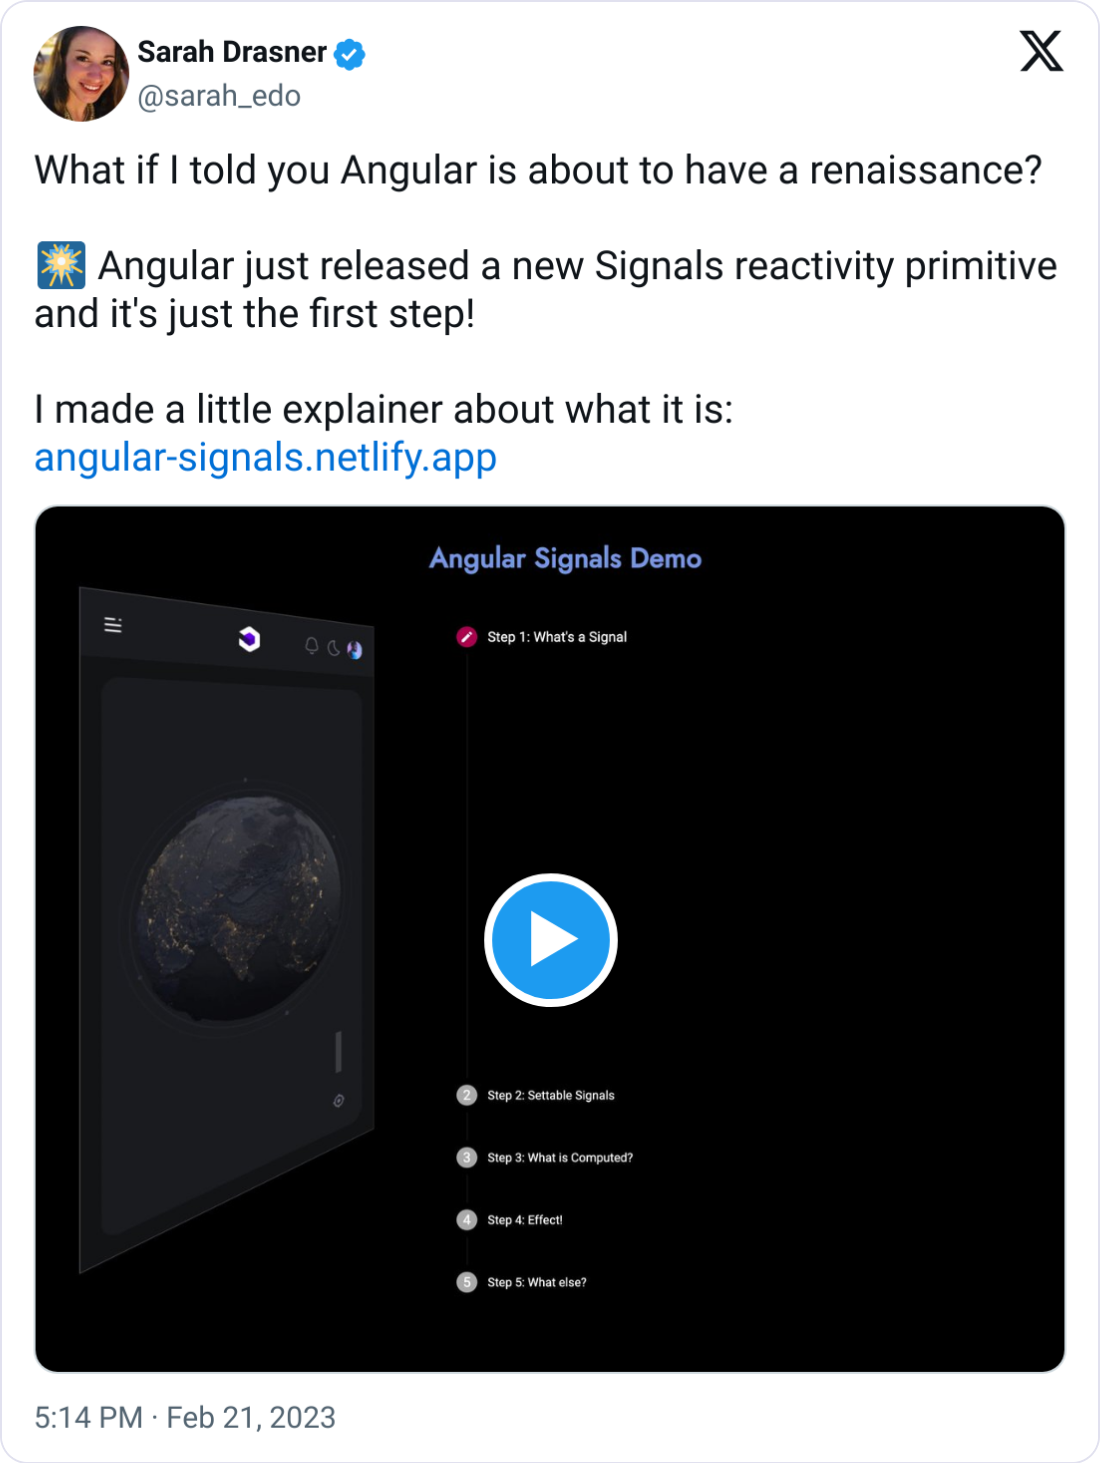 Sarah Drasner
@sarah_edo
What if I told you Angular is about to have a renaissance?
Angular just released a new Signals reactivity primitive
and it's just the first step!
I made a little explainer about what it is:
angular-signals.netlify.app
Angular Signals Demo
Step 1: What's a Signal
2 Step 2: Settable Signals
3 Step 3: What is Computed?
4 Step 4: Effect!
5 Step 5: What else?
5:14 PM · Feb 21, 2023